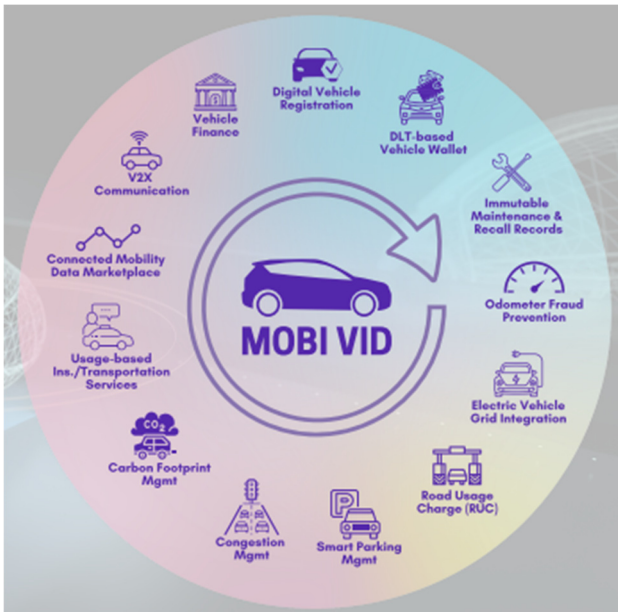 Digital Vehicle
Registration
DLT-based
Vehicle Wallet
Immutable
Maintenance &
Recall Records
Odometer Fraud
Prevention
Electric Vehicle
Grid Integration
Road Usage
Charge (RUC)
Smart Parking
Mgmt
P
Congestion
Mgmt
CO2
Carbon Footprint
Mgmt
Usage-based
Ins./Transportation
Services
Connected Mobility
Data Marketplace
V2X
Communication
Vehicle
Finance
MOBI VID